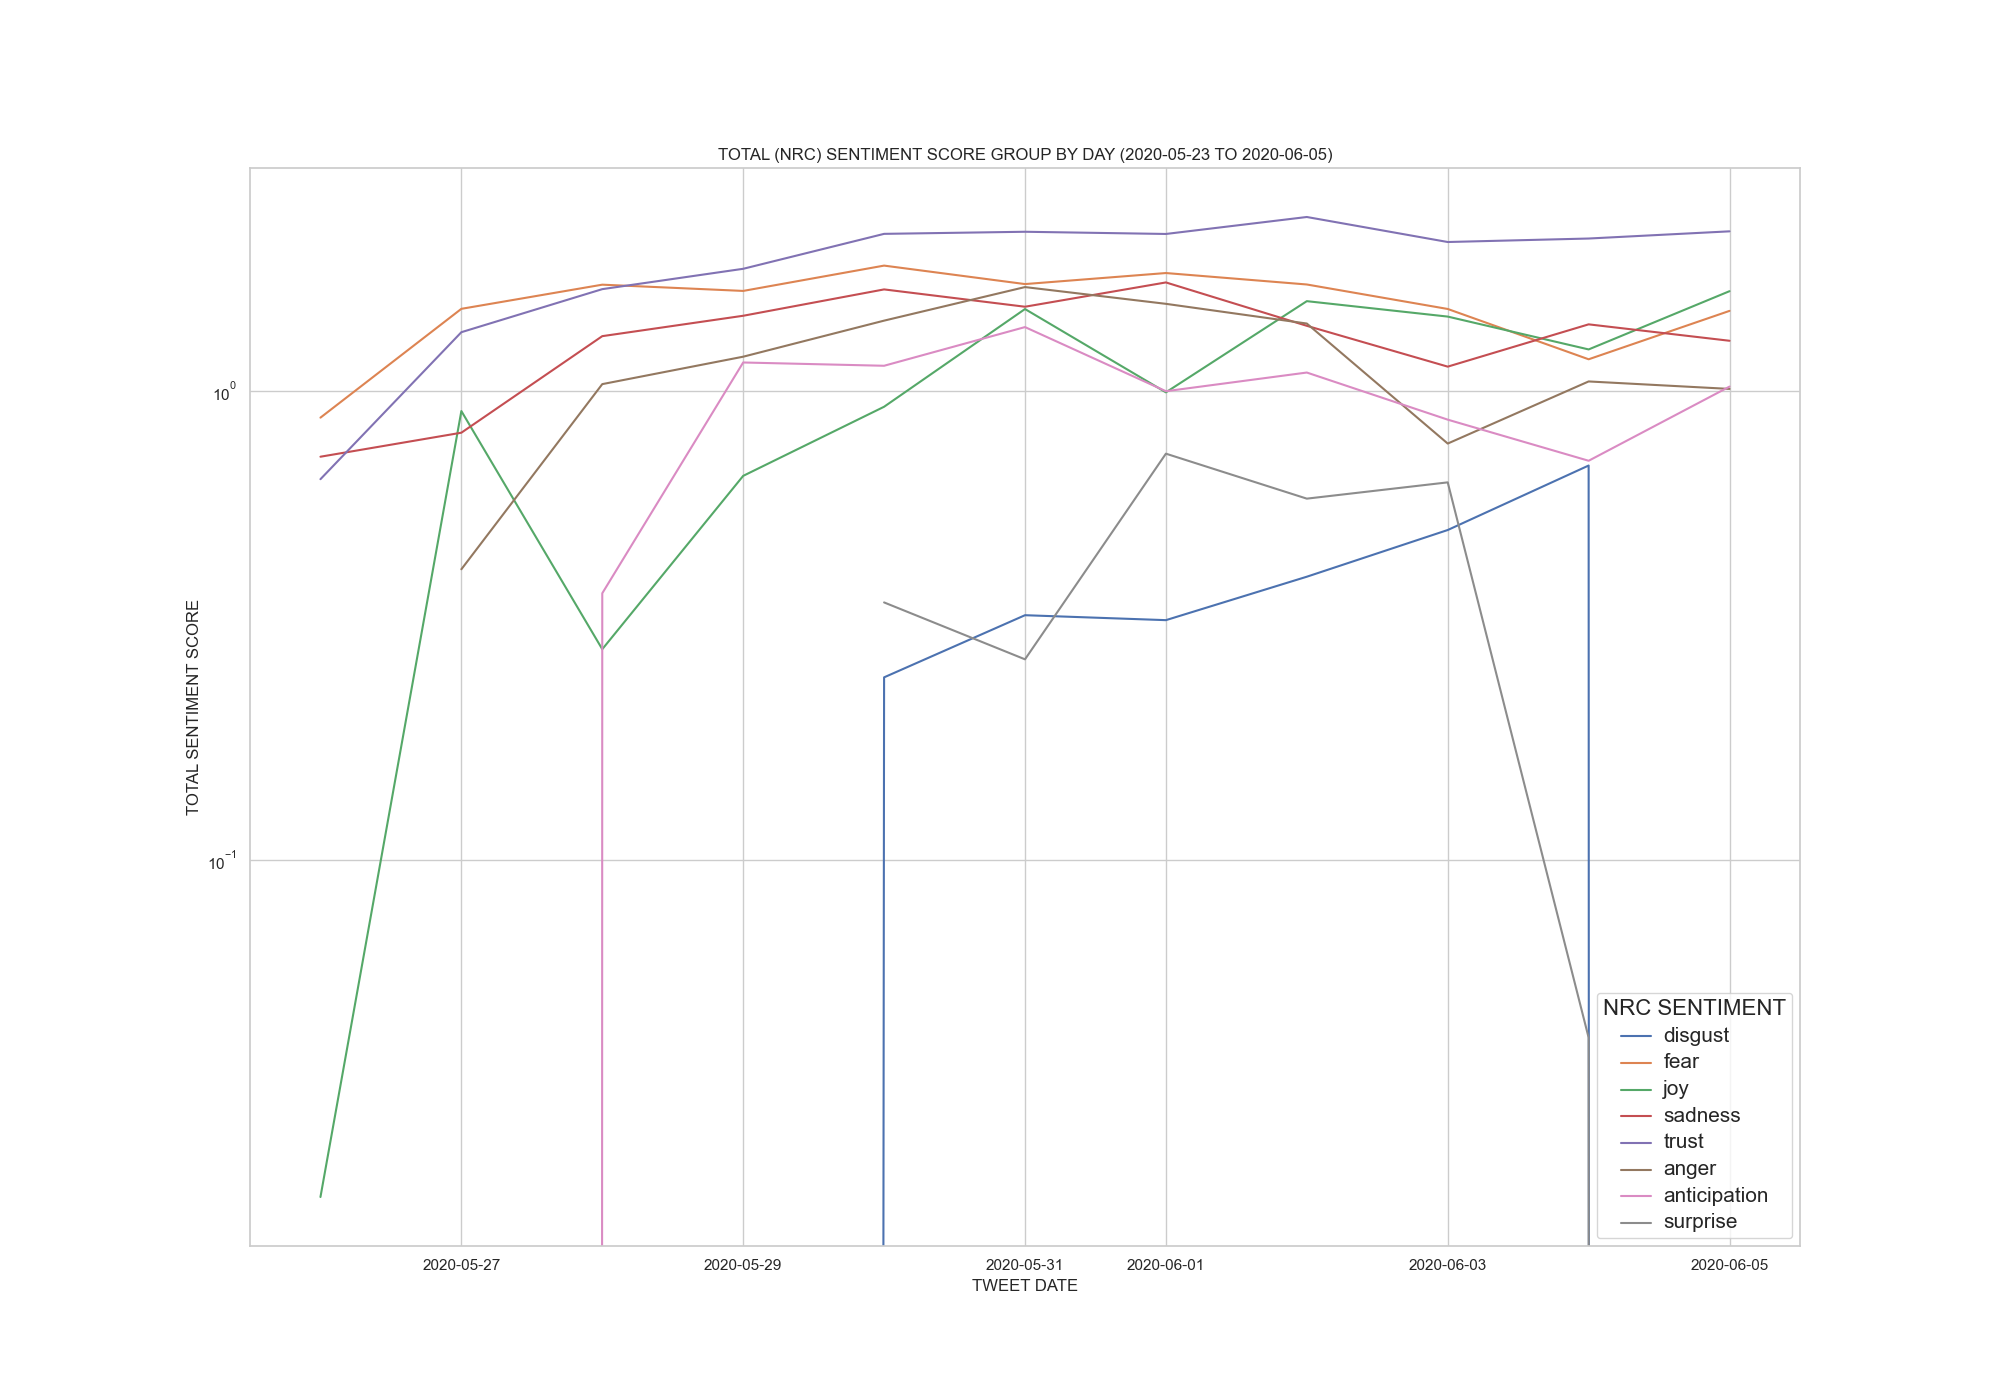 TOTAL (NRC) SENTIMENT SCORE GROUP BY DAY (2020-05-23 TO 2020-06-05)
TOTAL SENTIMENT SCORE
10⁰
10⁻¹
NRC SENTIMENT
disgust
fear
joy
sadness
trust
anger
anticipation
surprise
2020-05-27 2020-05-29 2020-05-31 2020-06-01 2020-06-03 2020-06-05
TWEET DATE